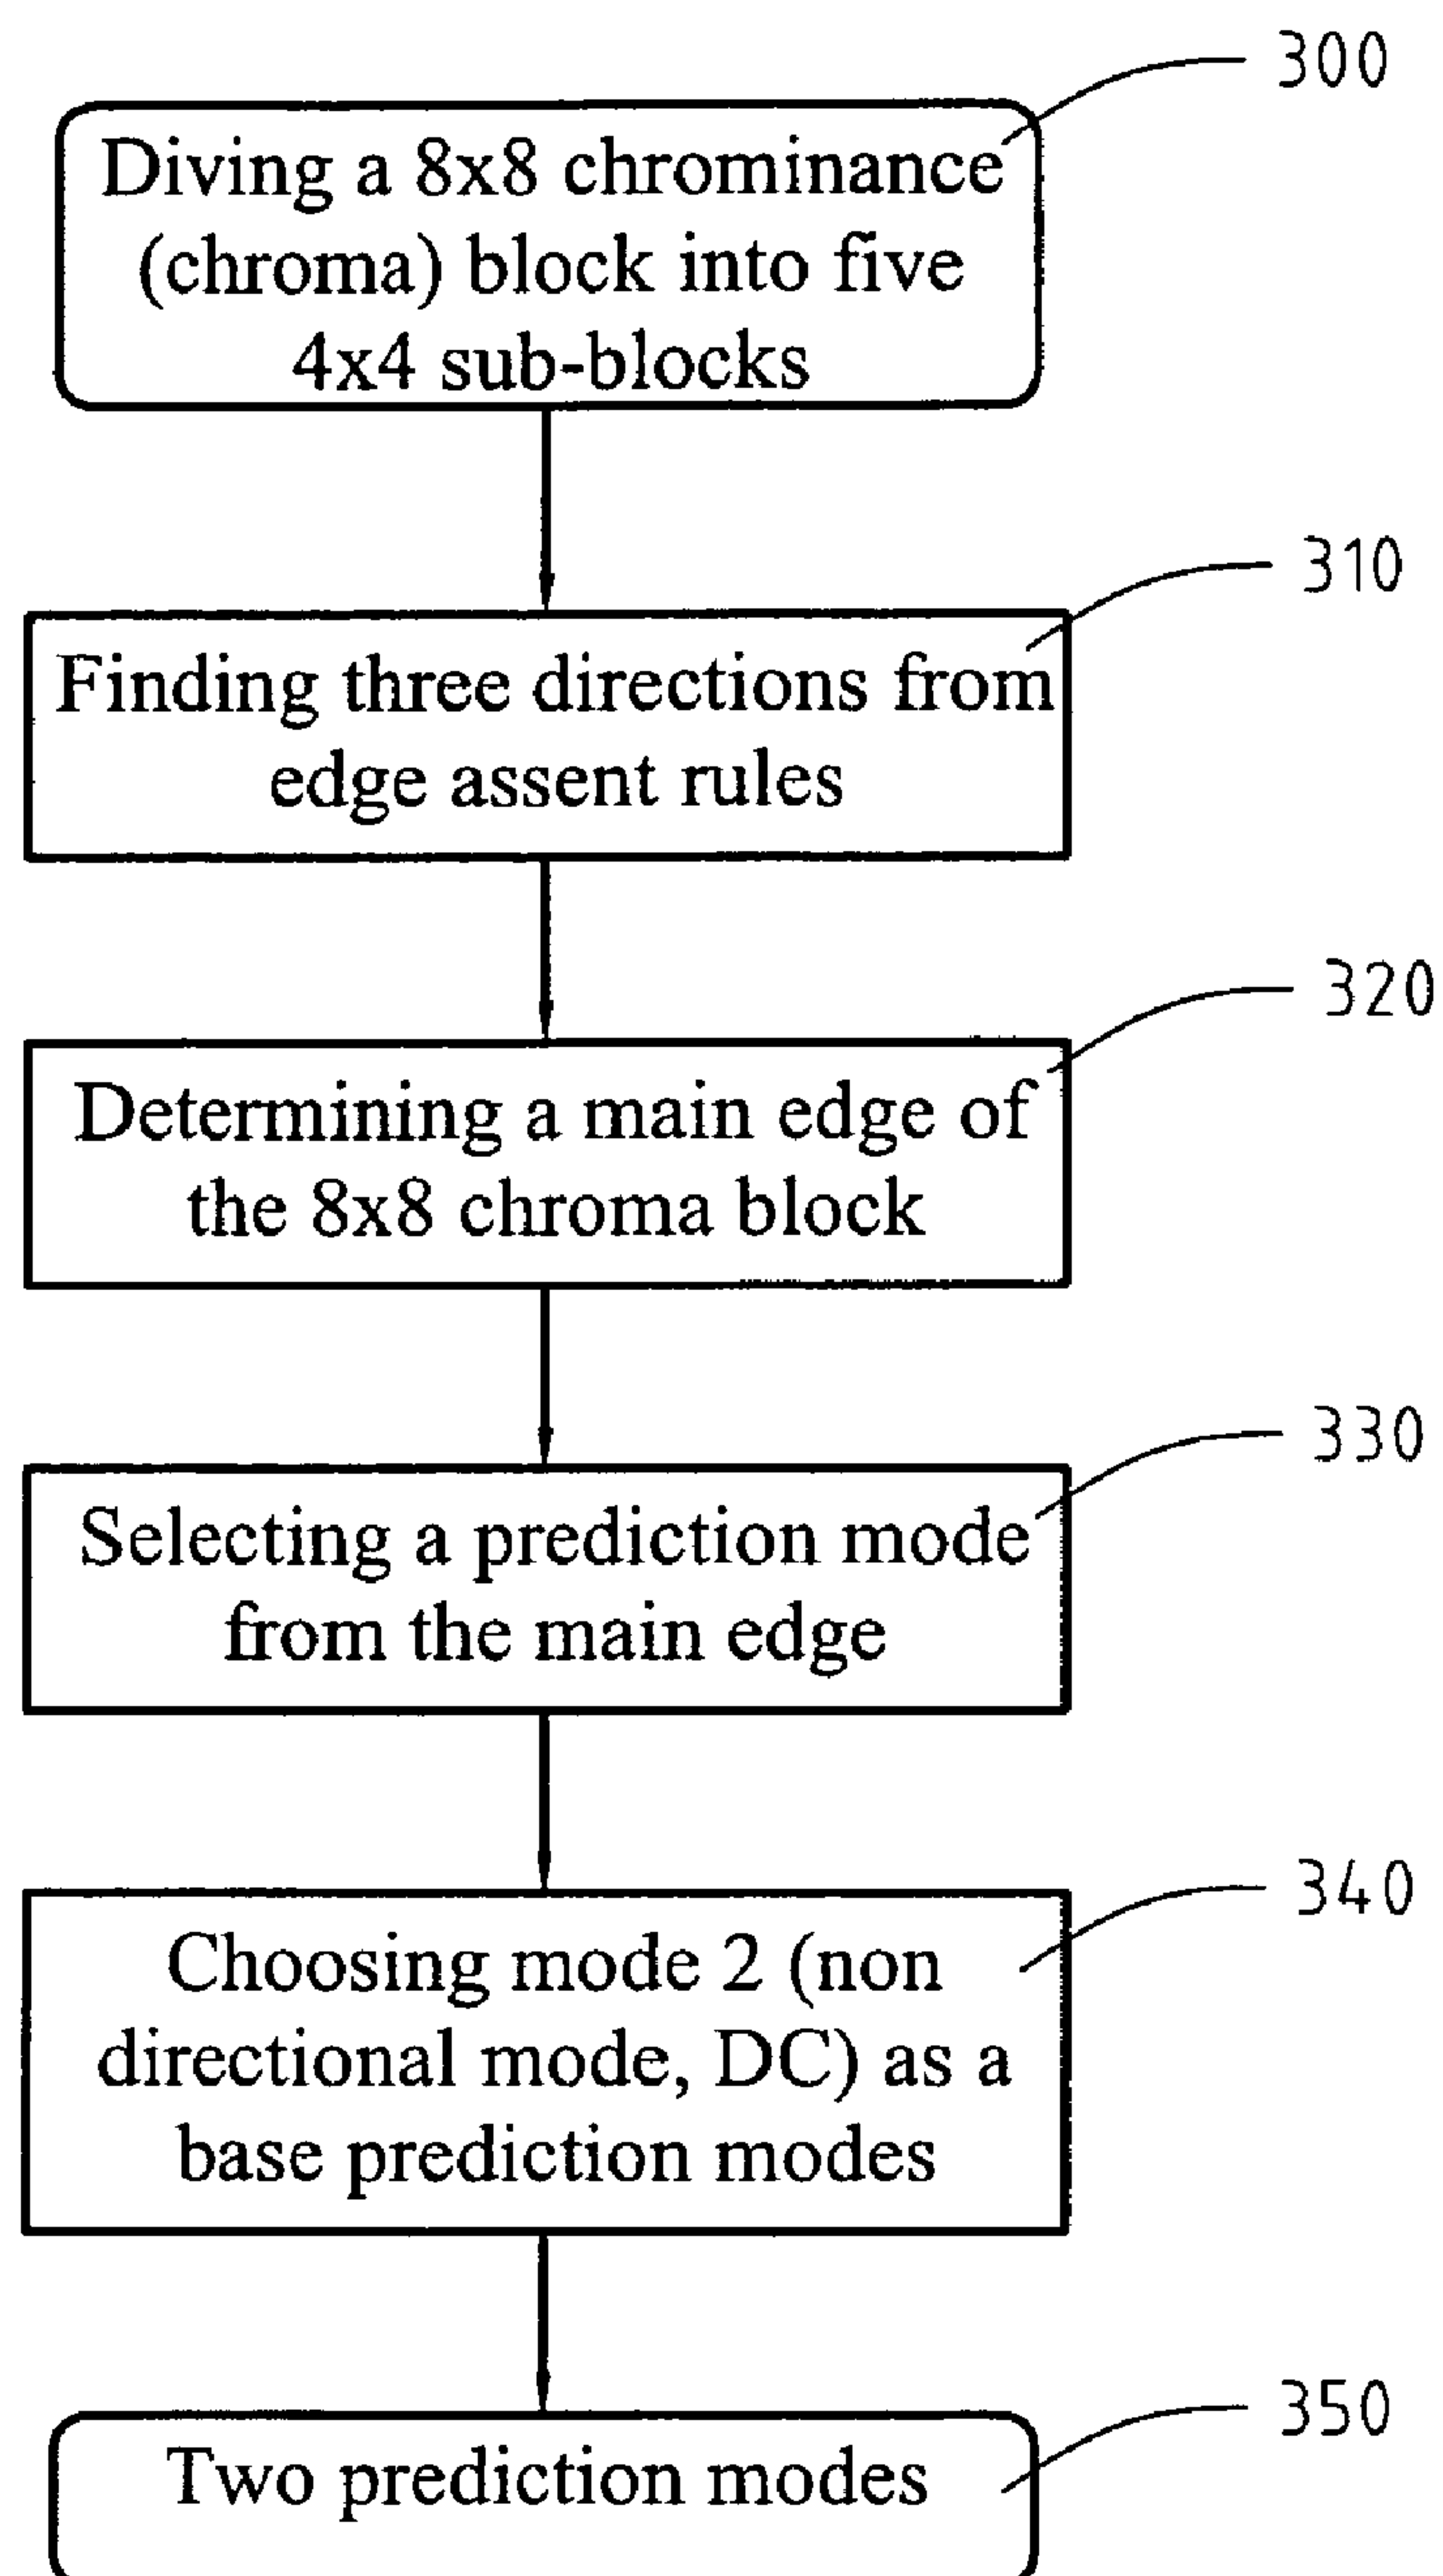 300
Diving a 8x8 chrominance
(chroma) block into five
4x4 sub-blocks
310
Finding three directions from
edge assent rules
320
Determining a main edge of
the 8x8 chroma block
330
Selecting a prediction mode
from the main edge
340
Choosing mode 2 (non
directional mode, DC) as a
base prediction modes
350
Two prediction modes